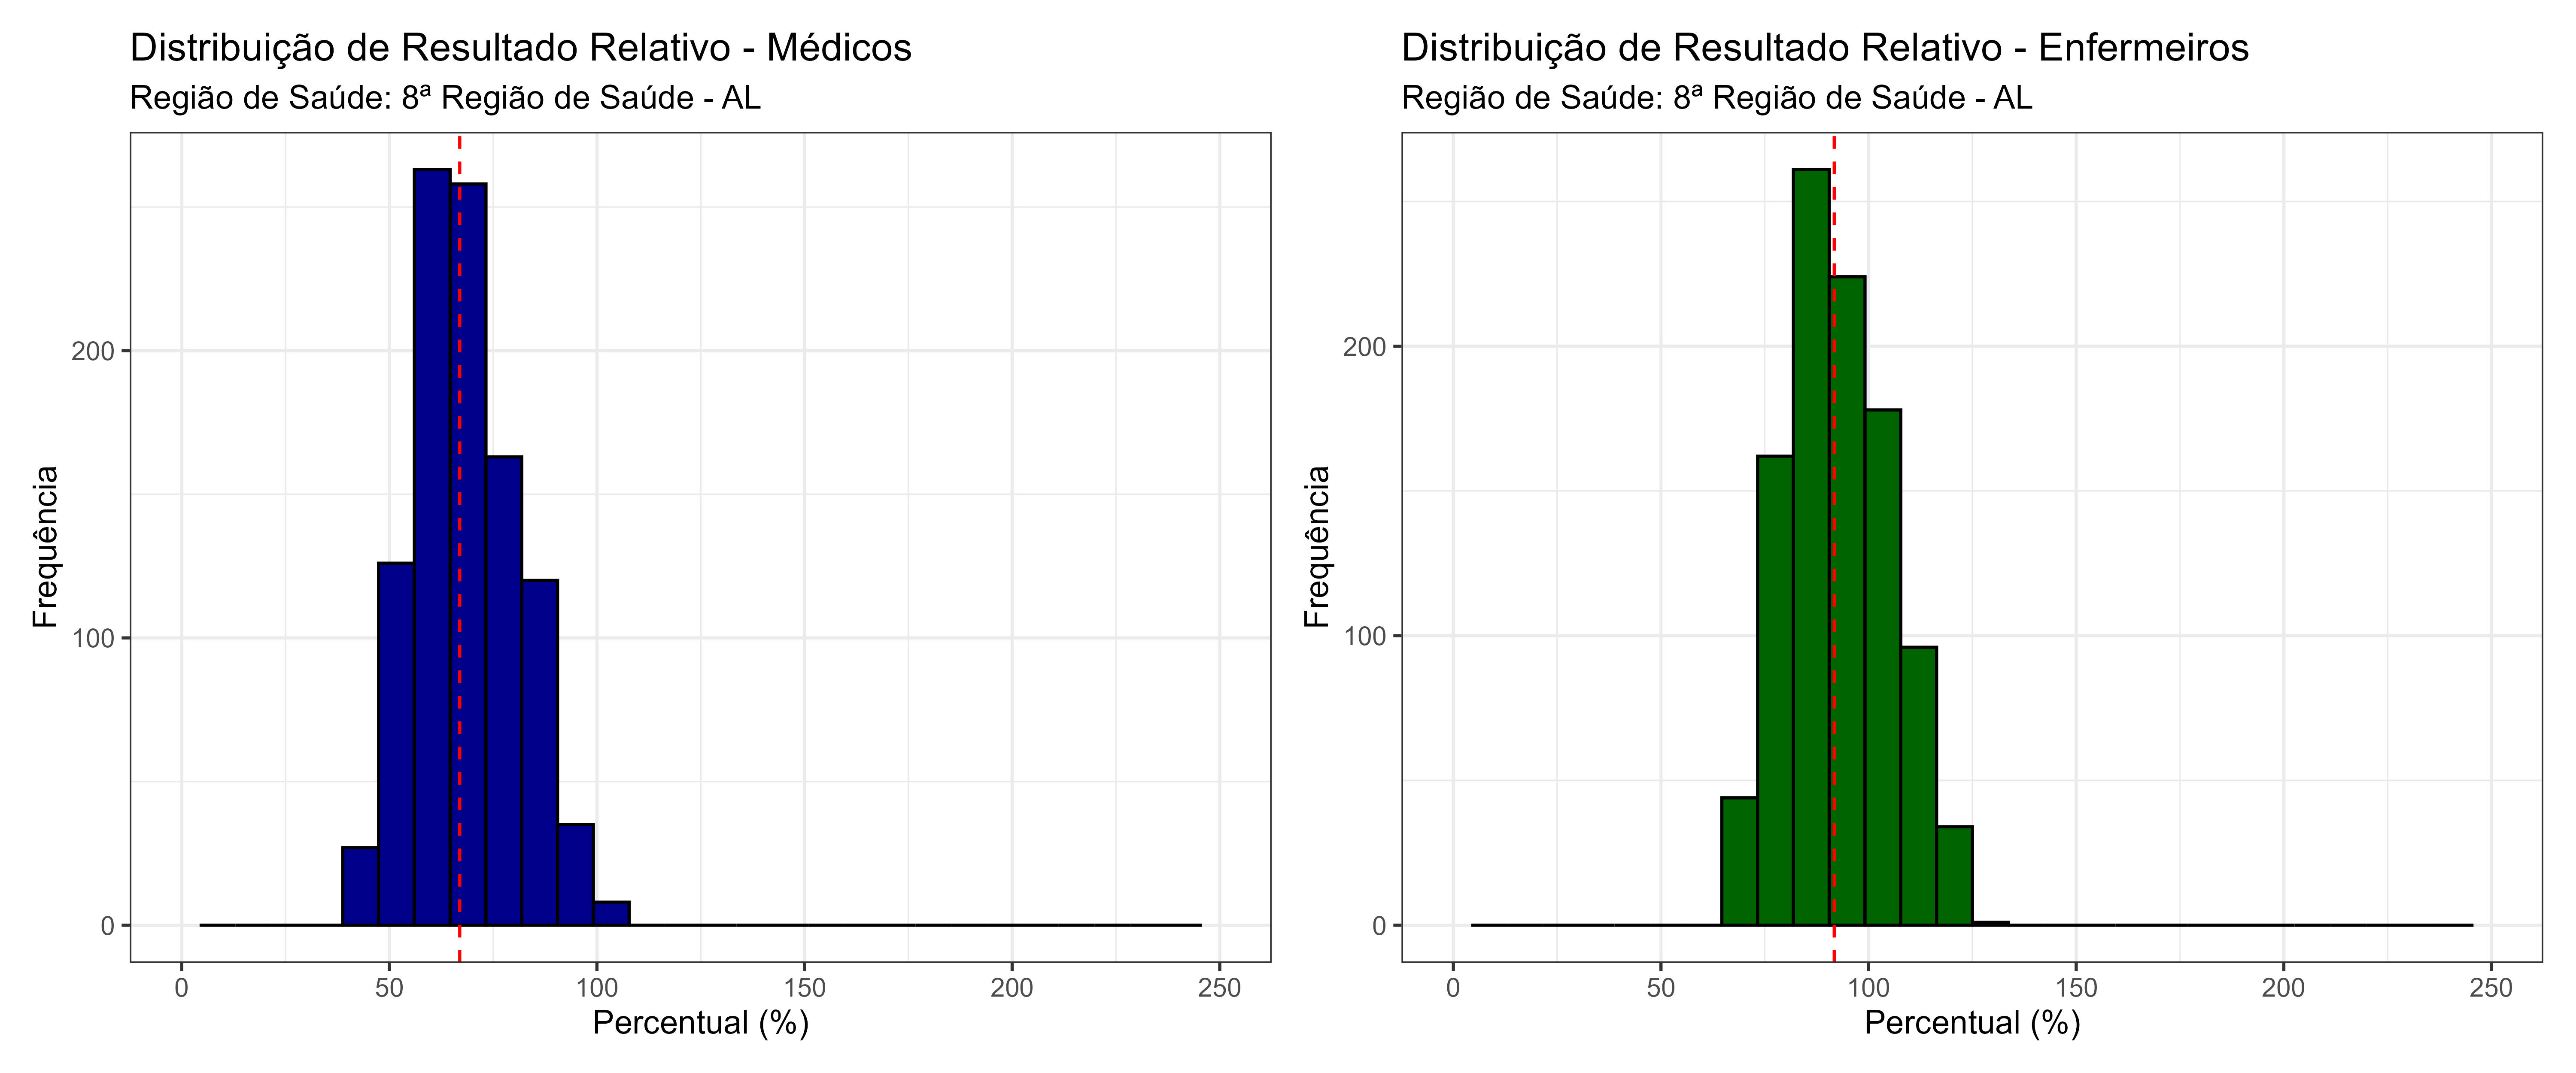 Distribuição de Resultado Relativo - Médicos
Região de Saúde: 8ª Região de Saúde - AL
Frequência
200
100
0
0 50 100 150 200 250
Percentual (%)
Distribuição de Resultado Relativo - Enfermeiros
Região de Saúde: 8ª Região de Saúde - AL
Frequência
200
100
0
0 50 100 150 200 250
Percentual (%)